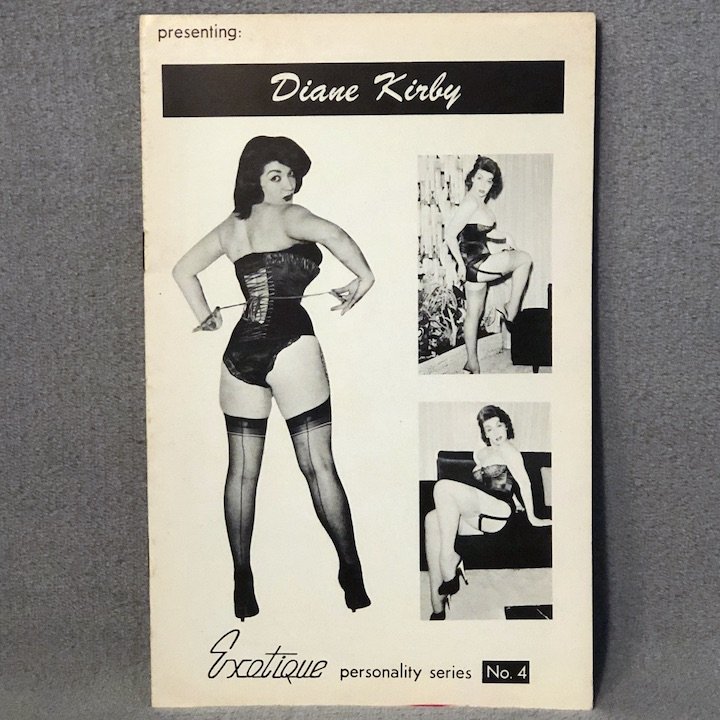 presenting:
Diane Kirby
Exotique personality series No. 4